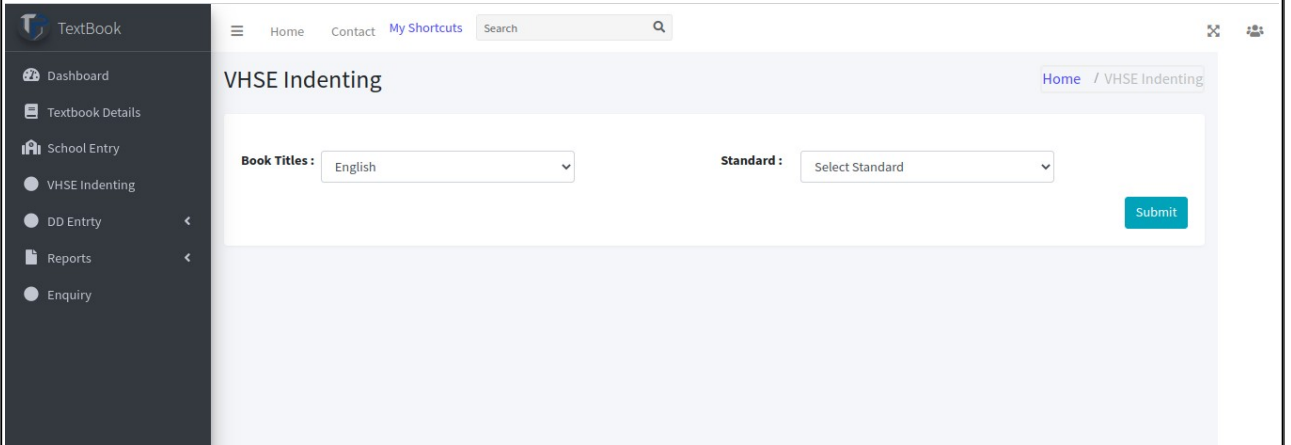 TextBook
Home Contact My Shortcuts Search
Dashboard
Textbook Details
School Entry
VHSE Indenting
DD Entrty
Reports
Enquiry
VHSE Indenting
Home / VHSE Indenting
Book Titles : English
Standard : Select Standard
Submit